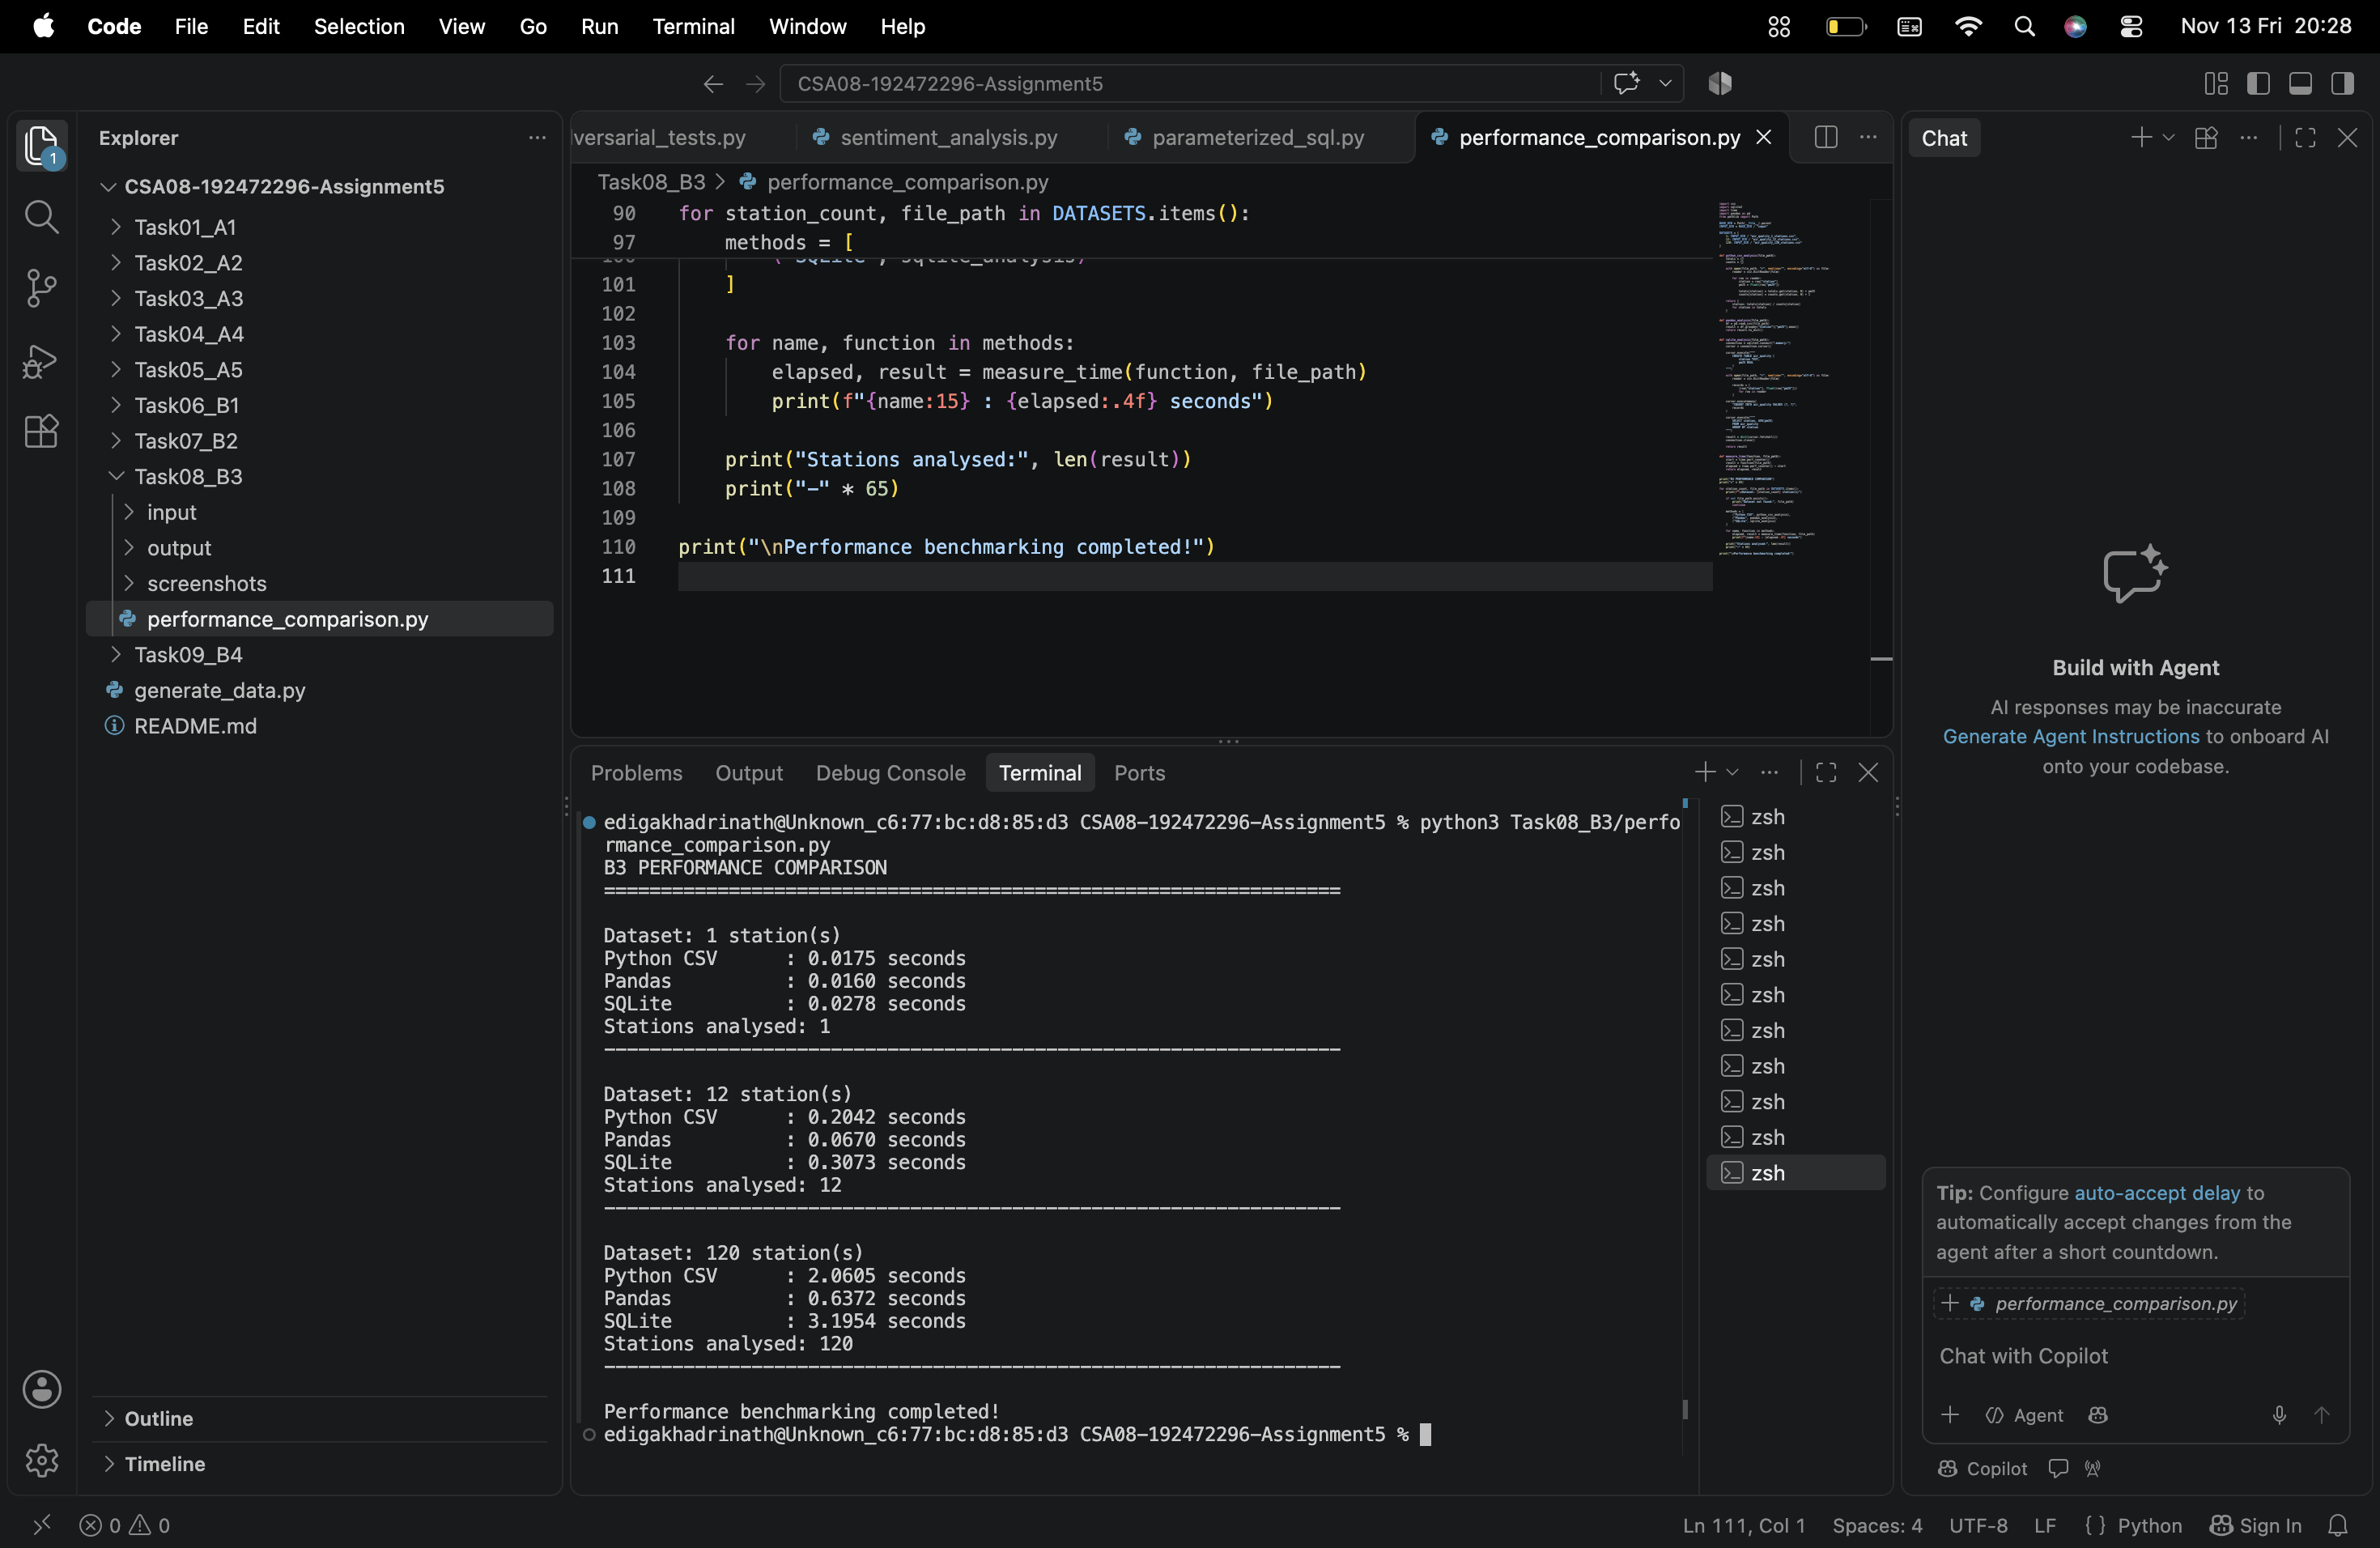 Code File Edit Selection View Go Run Terminal Window Help Nov 13 Fri 20:28
CSA08-192472296-Assignment5
1
Explorer
CSA08-192472296-Assignment5
Task01_A1
Task02_A2
Task03_A3
Task04_A4
Task05_A5
Task06_B1
Task07_B2
Task08_B3
input
output
screenshots
performance_comparison.py
Task09_B4
generate_data.py
README.md
Outline
Timeline
versarial_tests.py sentiment_analysis.py parameterized_sql.py performance_comparison.py
Task08_B3 > performance_comparison.py
90 for station_count, file_path in DATASETS.items():
97 methods = [
101 ]
102
103 for name, function in methods:
104 elapsed, result = measure_time(function, file_path)
105 print(f"{name:15} : {elapsed:.4f} seconds")
106
107 print("Stations analysed:", len(result))
108 print("-" * 65)
109
110 print("\nPerformance benchmarking completed!")
111
Problems Output Debug Console Terminal Ports
edigakhadrinath@Unknown_c6:77:bc:d8:85:d3 CSA08-192472296-Assignment5 % python3 Task08_B3/perfo
rmance_comparison.py
B3 PERFORMANCE COMPARISON
=================================================================
Dataset: 1 station(s)
Python CSV      : 0.0175 seconds
Pandas          : 0.0160 seconds
SQLite          : 0.0278 seconds
Stations analysed: 1
-----------------------------------------------------------------
Dataset: 12 station(s)
Python CSV      : 0.2042 seconds
Pandas          : 0.0670 seconds
SQLite          : 0.3073 seconds
Stations analysed: 12
-----------------------------------------------------------------
Dataset: 120 station(s)
Python CSV      : 2.0605 seconds
Pandas          : 0.6372 seconds
SQLite          : 3.1954 seconds
Stations analysed: 120
-----------------------------------------------------------------
Performance benchmarking completed!
edigakhadrinath@Unknown_c6:77:bc:d8:85:d3 CSA08-192472296-Assignment5 %
zsh
zsh
zsh
zsh
zsh
zsh
zsh
zsh
zsh
zsh
zsh
Chat
Build with Agent
AI responses may be inaccurate
Generate Agent Instructions to onboard AI
onto your codebase.
Tip: Configure auto-accept delay to
automatically accept changes from the
agent after a short countdown.
performance_comparison.py
Chat with Copilot
Agent
Copilot
0 0
Ln 111, Col 1 Spaces: 4 UTF-8 LF {} Python Sign In